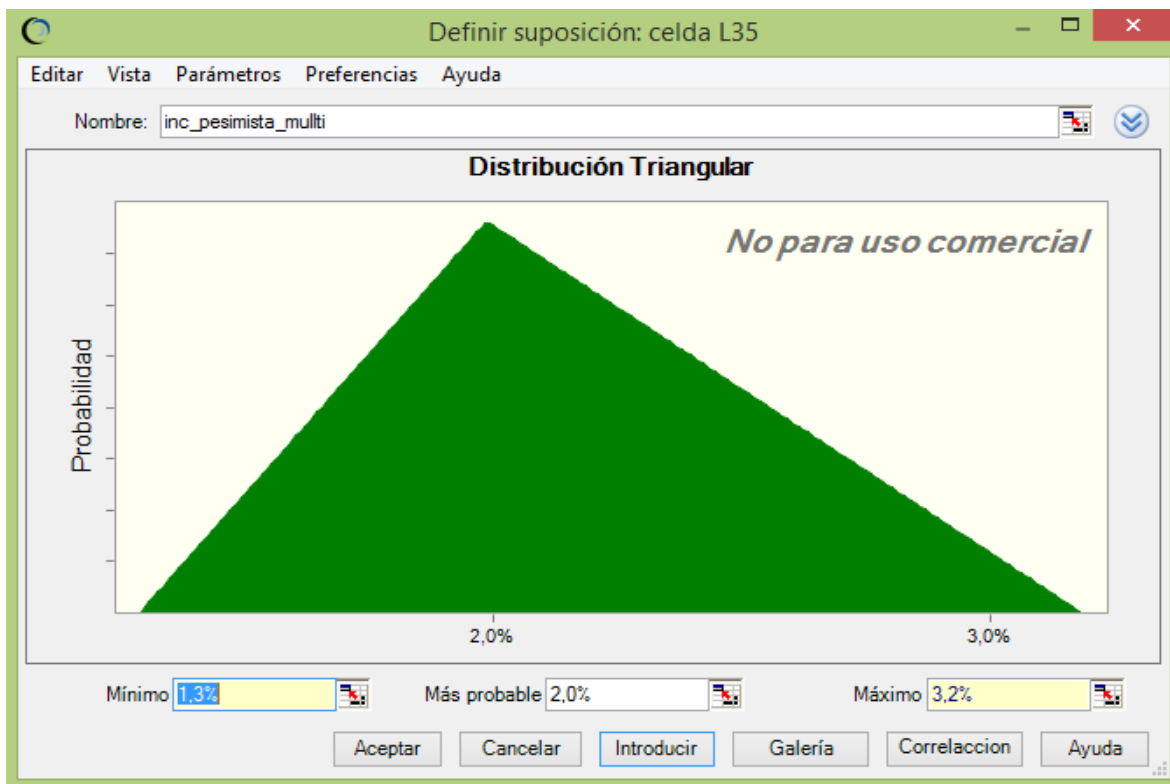 Definir suposición: celda L35
Editar Vista Parámetros Preferencias Ayuda
Nombre: inc_pesimista_mullti
Distribución Triangular
No para uso comercial
Probabilidad
2,0% 3,0%
Mínimo 1,3% Más probable 2,0% Máximo 3,2%
Aceptar Cancelar Introducir Galería Correlaccion Ayuda